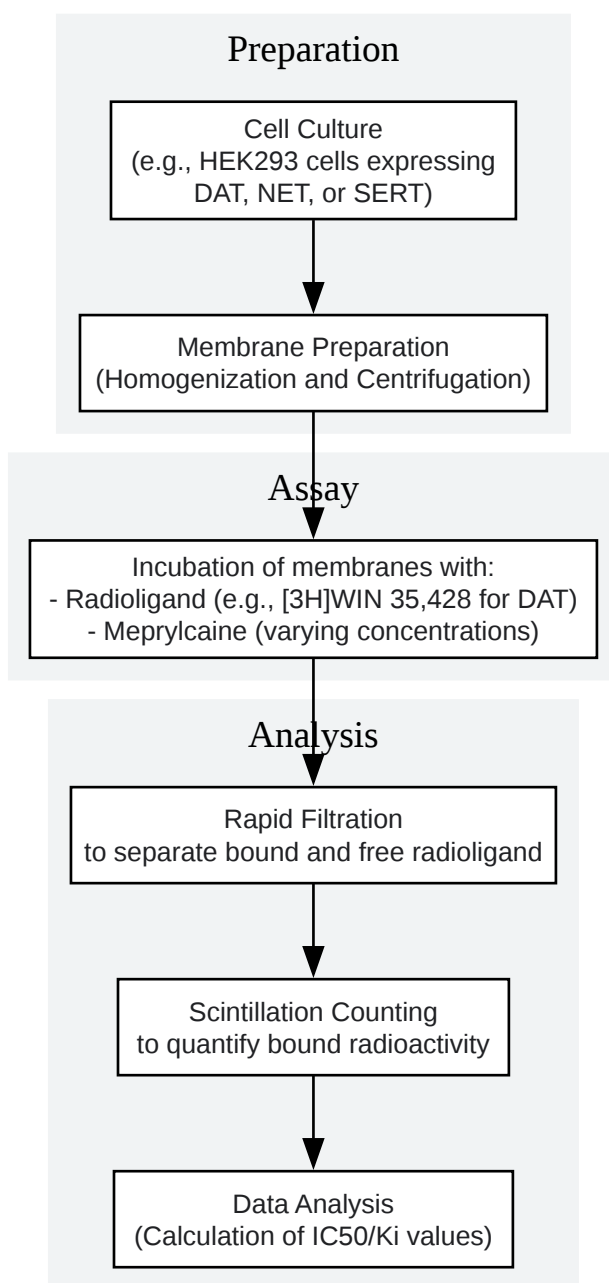 Preparation
Cell Culture
(e.g., HEK293 cells expressing
DAT, NET, or SERT)
Membrane Preparation
(Homogenization and Centrifugation)
Assay
Incubation of membranes with:
- Radioligand (e.g., [3H]WIN 35,428 for DAT)
- Meprylcaine (varying concentrations)
Analysis
Rapid Filtration
to separate bound and free radioligand
Scintillation Counting
to quantify bound radioactivity
Data Analysis
(Calculation of IC50/Ki values)